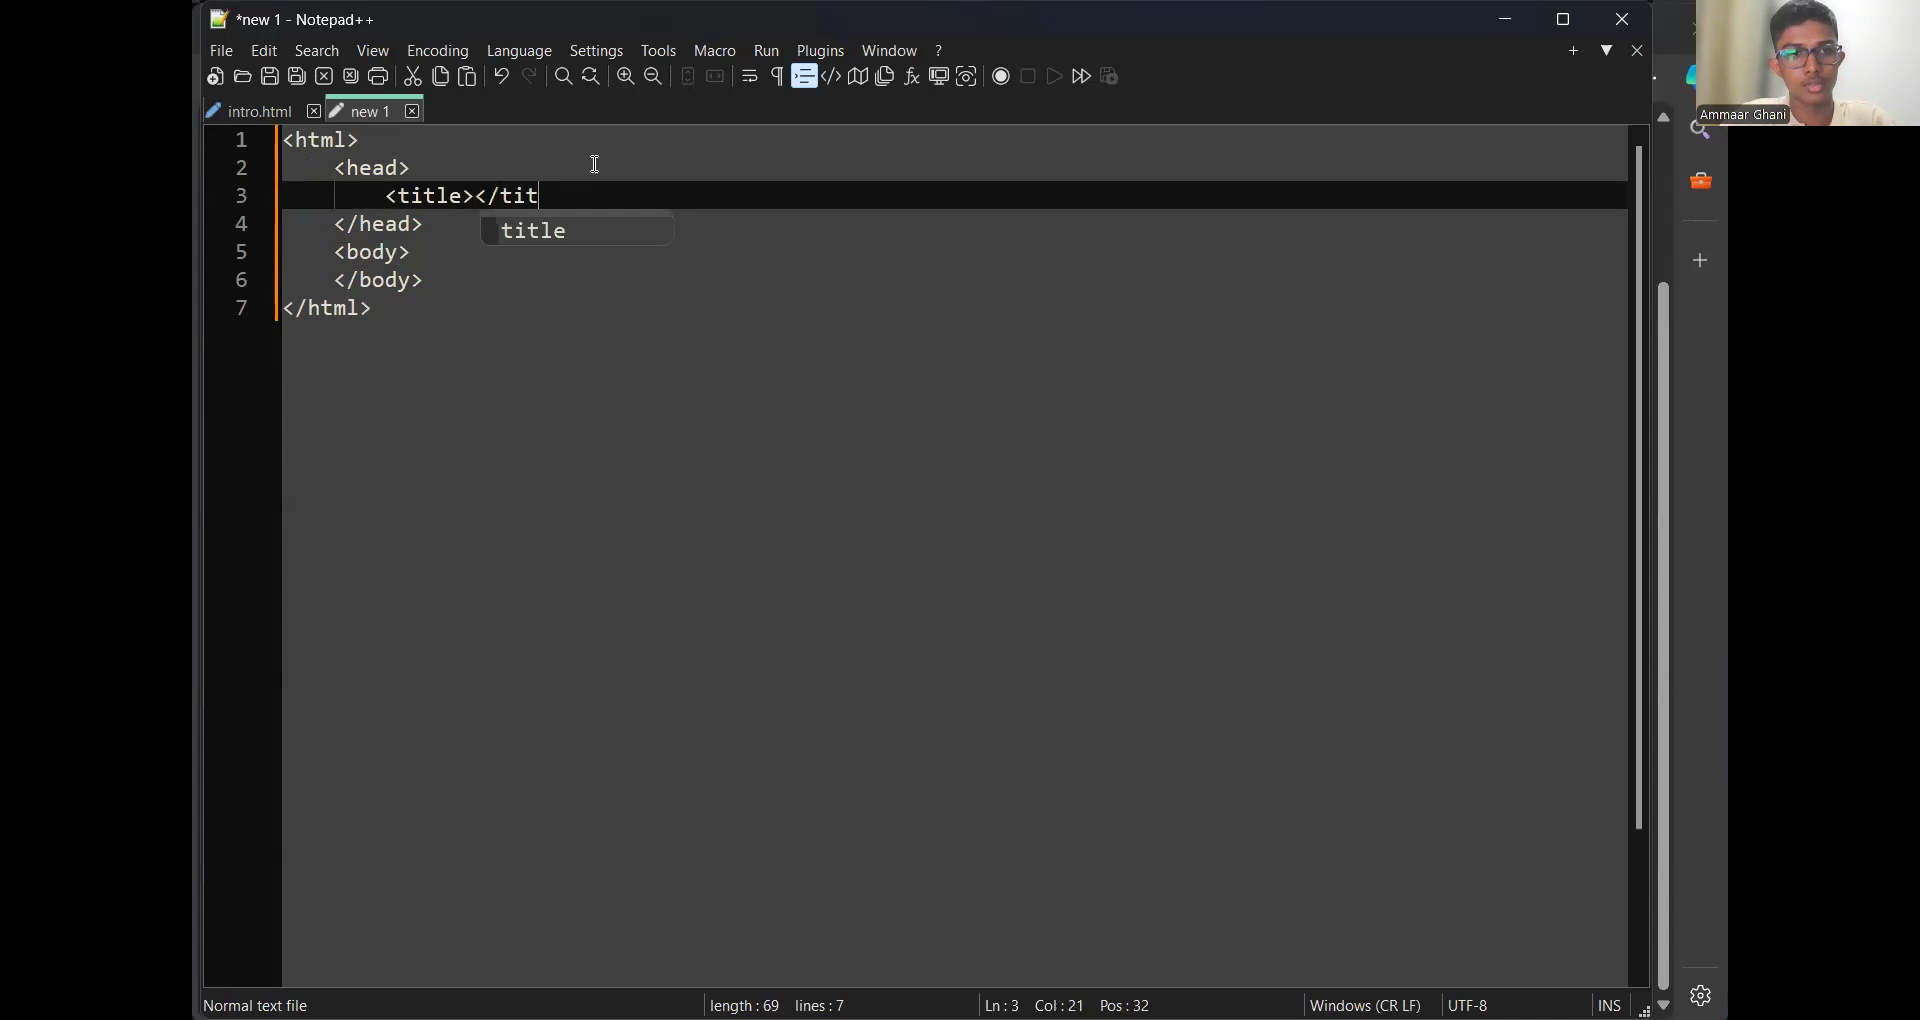 *new 1 - Notepad++
File Edit Search View Encoding Language Settings Tools Macro Run Plugins Window ?
intro.html new 1
Ammaar Ghani
1 <html>
2 <head>
3 <title></tit
title
4 </head>
5 <body>
6 </body>
7 </html>
Normal text file length : 69 lines : 7 Ln : 3 Col : 21 Pos : 32 Windows (CR LF) UTF-8 INS